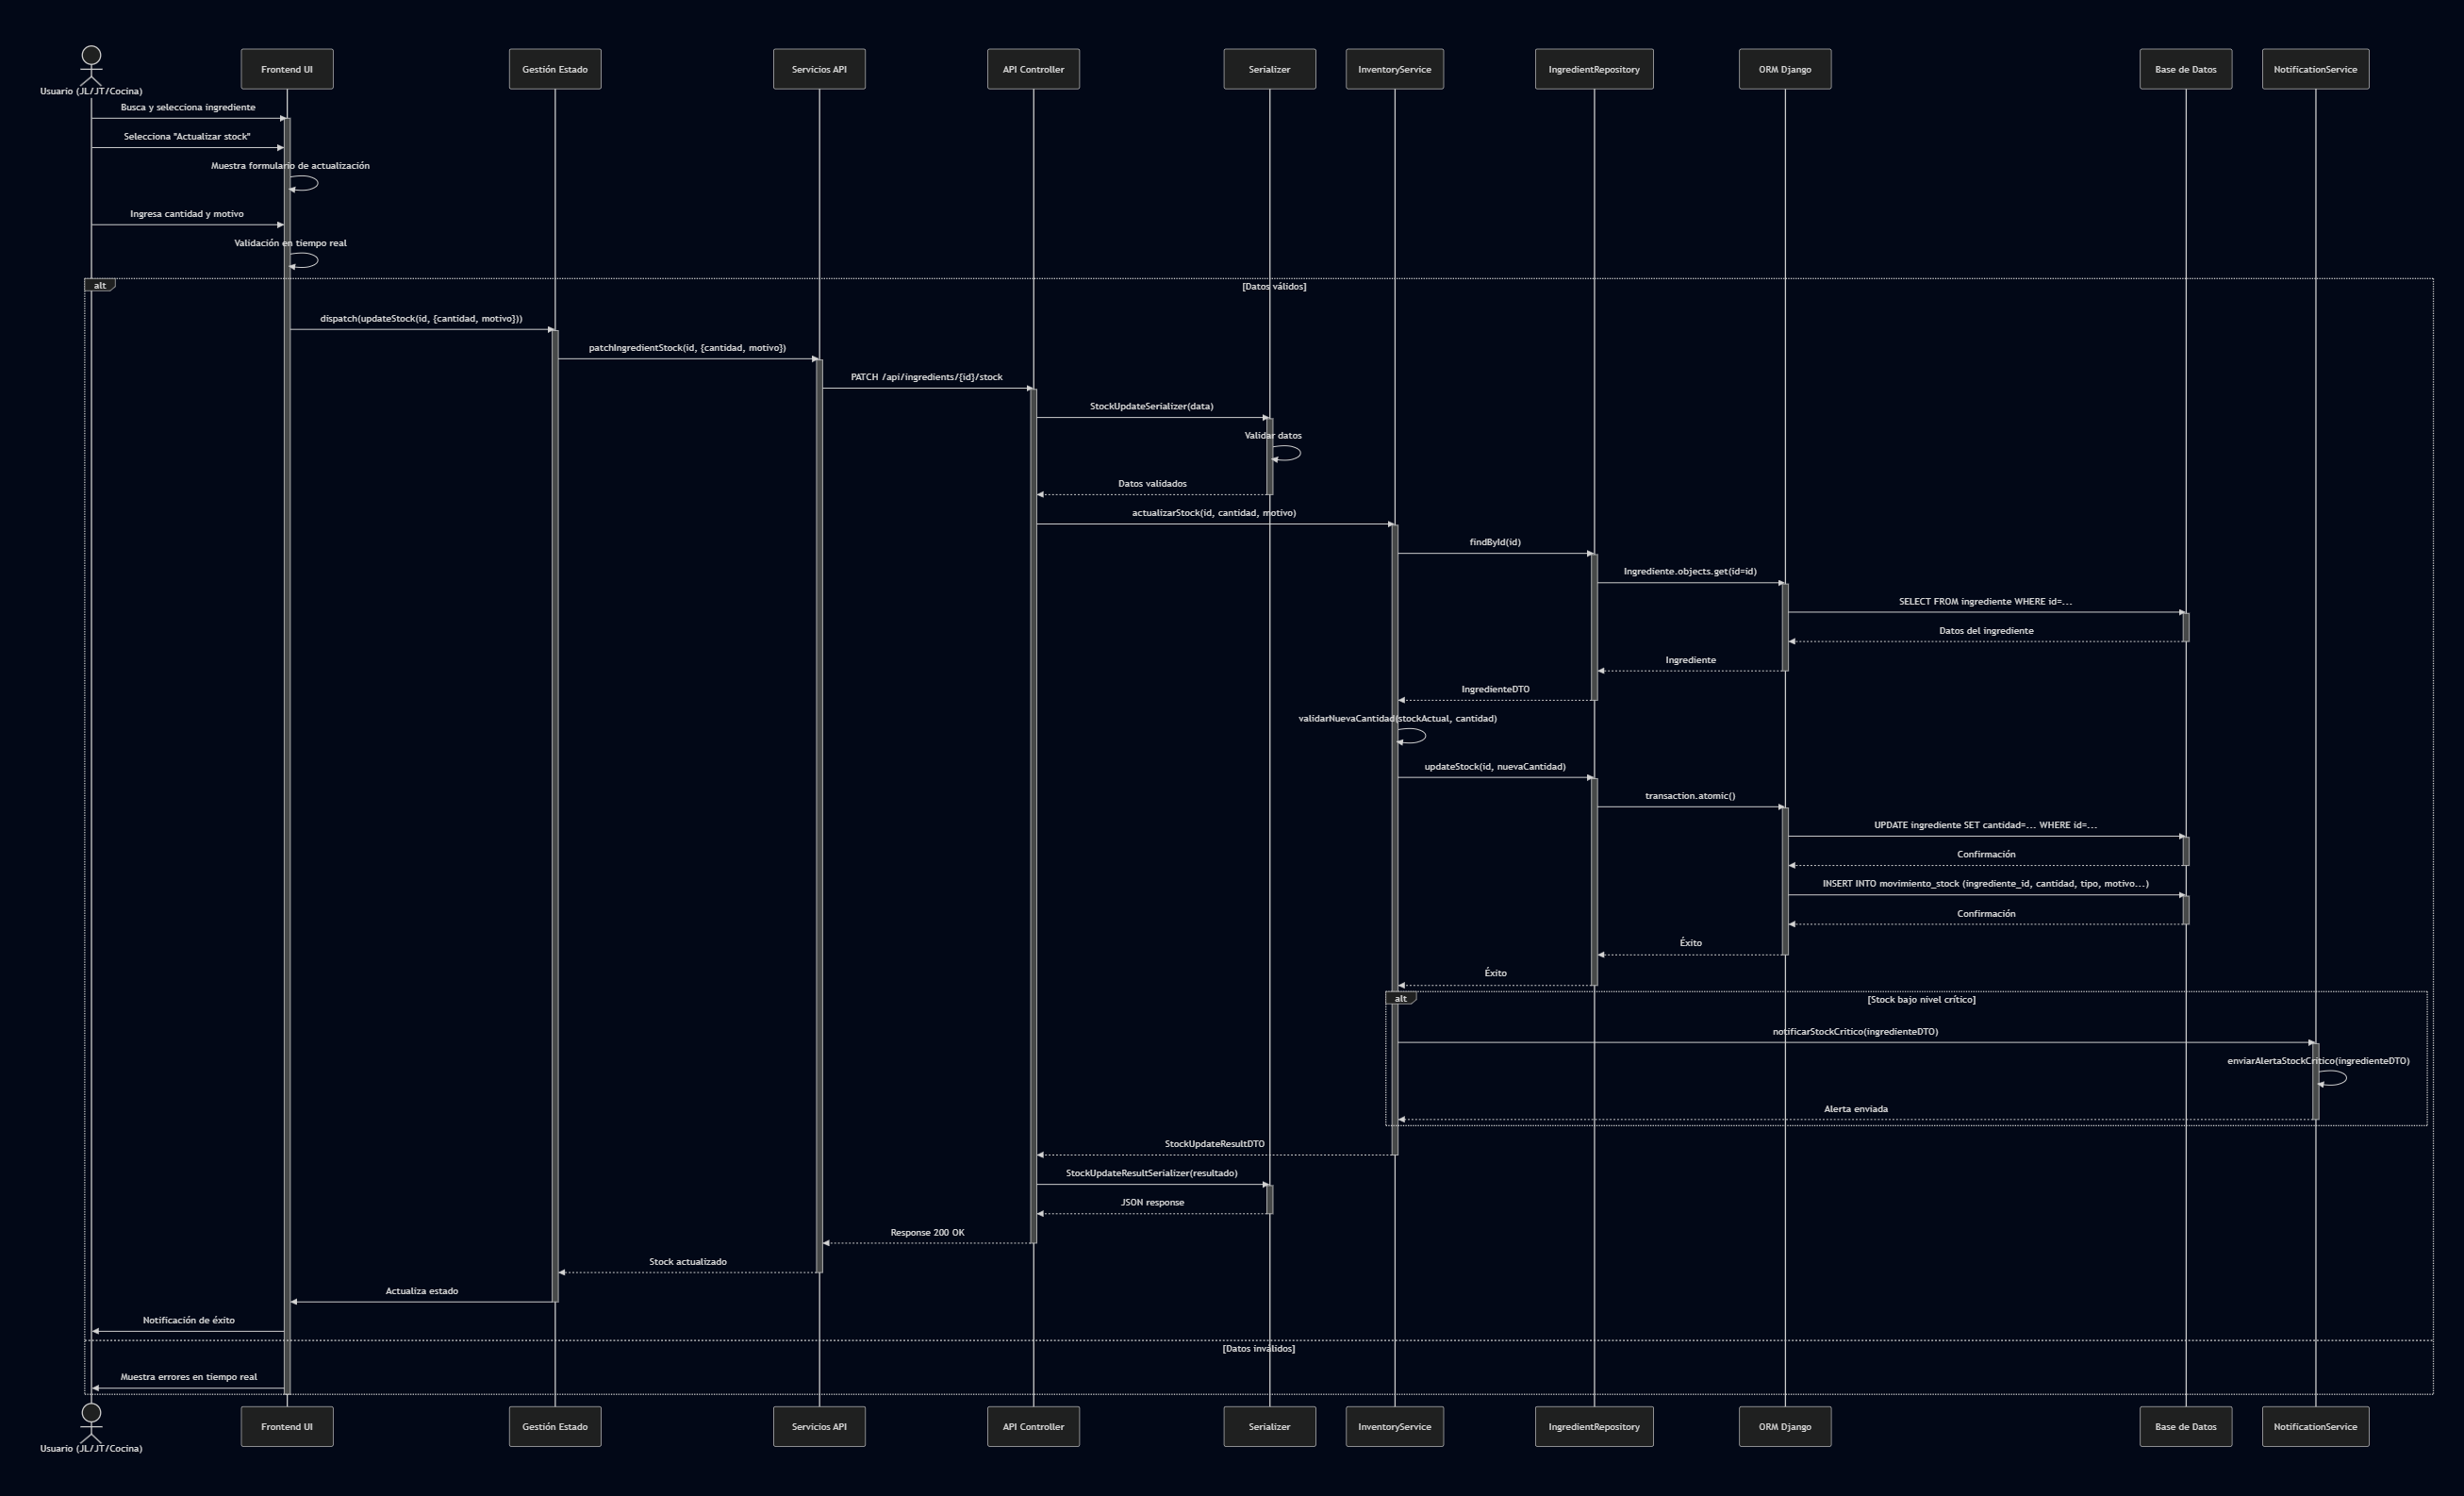 Usuario (JL/JT/Cocina)
Frontend UI
Gestión Estado
Servicios API
API Controller
Serializer
InventoryService
IngredientRepository
ORM Django
Base de Datos
NotificationService
Busca y selecciona ingrediente
Selecciona "Actualizar stock"
Muestra formulario de actualización
Ingresa cantidad y motivo
Validación en tiempo real
alt
[Datos válidos]
dispatch(updateStock(id, {cantidad, motivo}))
patchIngredientStock(id, {cantidad, motivo})
PATCH /api/ingredients/{id}/stock
StockUpdateSerializer(data)
Validar datos
Datos validados
actualizarStock(id, cantidad, motivo)
findById(id)
Ingrediente.objects.get(id=id)
SELECT FROM ingrediente WHERE id=...
Datos del ingrediente
Ingrediente
IngredienteDTO
validarNuevaCantidad(stockActual, cantidad)
updateStock(id, nuevaCantidad)
transaction.atomic()
UPDATE ingrediente SET cantidad=... WHERE id=...
Confirmación
INSERT INTO movimiento_stock (ingrediente_id, cantidad, tipo, motivo...)
Confirmación
Éxito
Éxito
alt
[Stock bajo nivel crítico]
notificarStockCritico(ingredienteDTO)
enviarAlertaStockCritico(ingredienteDTO)
Alerta enviada
StockUpdateResultDTO
StockUpdateResultSerializer(resultado)
JSON response
Response 200 OK
Stock actualizado
Actualiza estado
Notificación de éxito
[Datos inválidos]
Muestra errores en tiempo real
Usuario (JL/JT/Cocina)
Frontend UI
Gestión Estado
Servicios API
API Controller
Serializer
InventoryService
IngredientRepository
ORM Django
Base de Datos
NotificationService